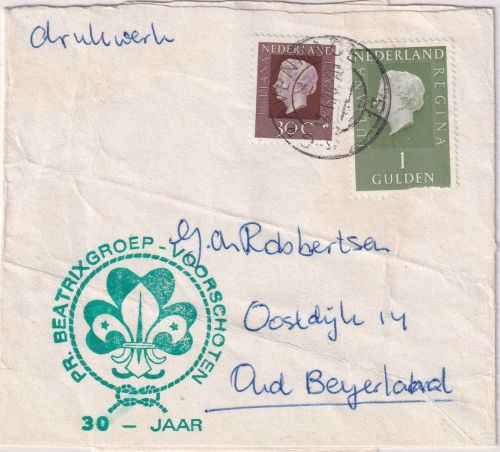 drukwerk
NEDERLAND
JULIANA REGINA
30 C
NEDERLAND
JULIANA REGINA
1
GULDEN
Robbertsen
Oostdijk 14
Oud Beyerland
PR. BEATRIXGROEP - VOORSCHOTEN
30 - JAAR